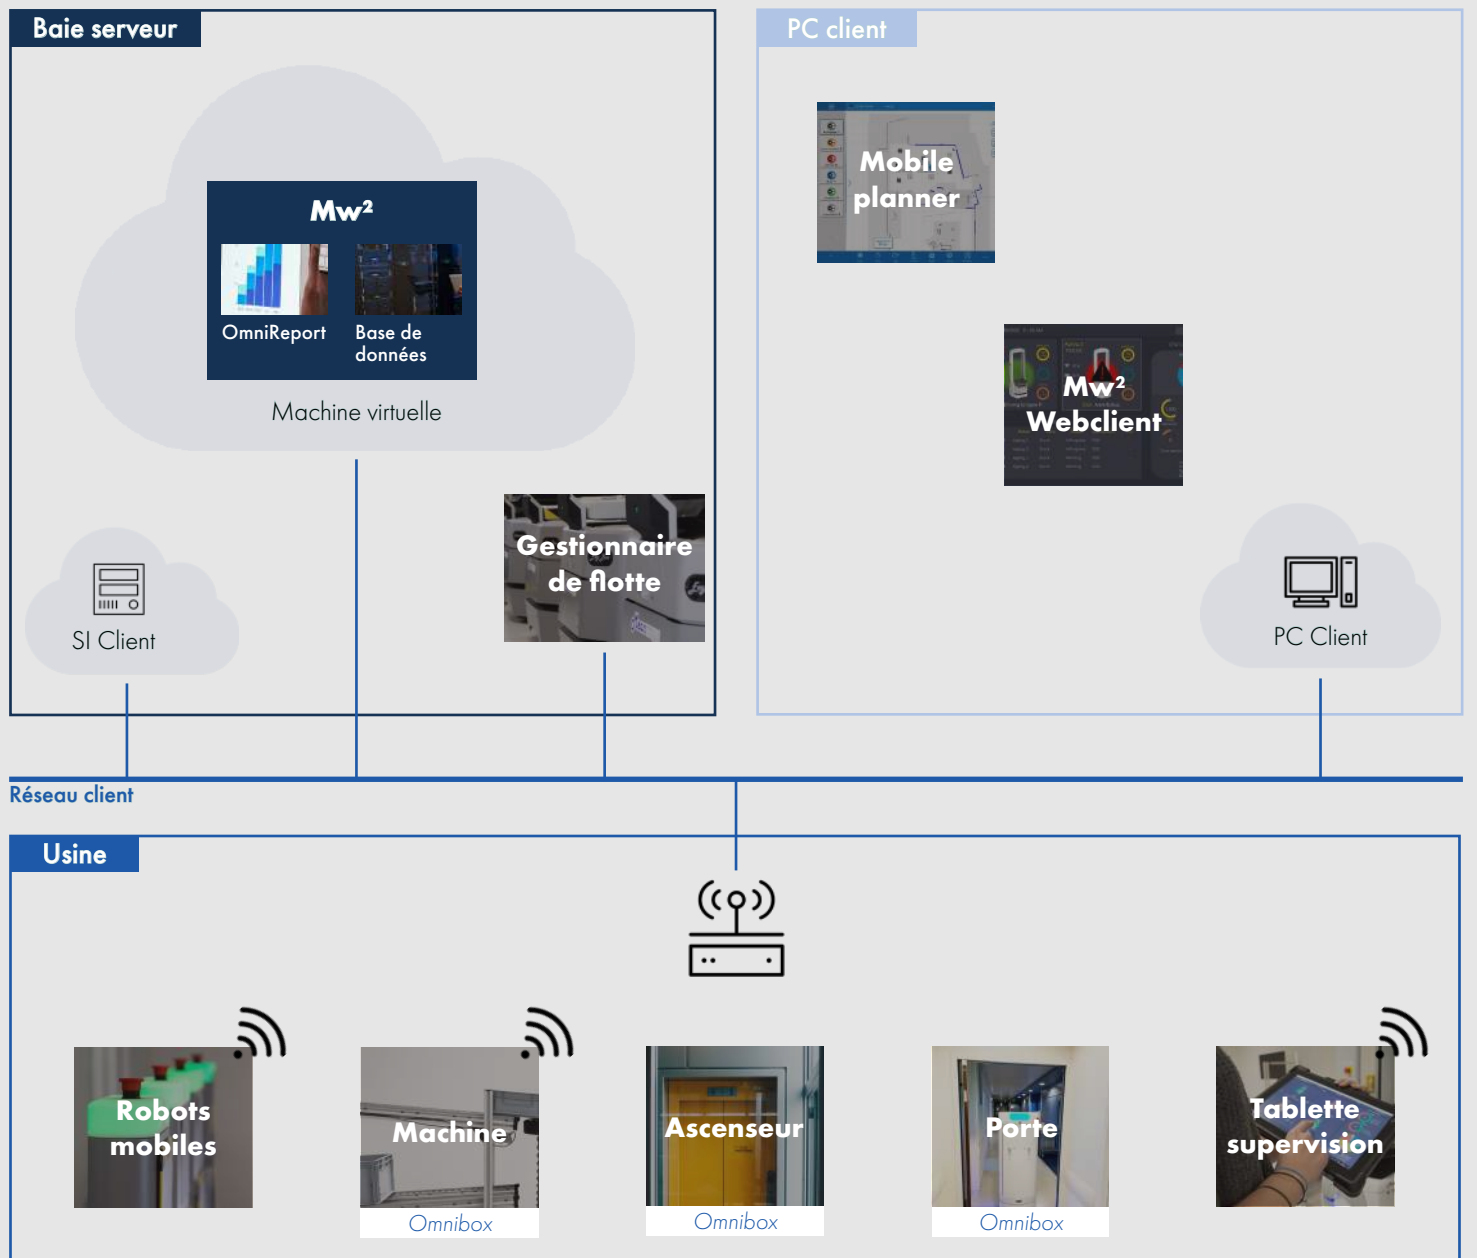 Baie serveur
PC client
Mobile
planner
Mw²
OmniReport
Base de
données
Machine virtuelle
Mw²
Webclient
Gestionnaire
de flotte
SI Client
PC Client
Réseau client
Usine
Robots
mobiles
Machine
Omnibox
Ascenseur
Omnibox
Porte
Omnibox
Tablette
supervision